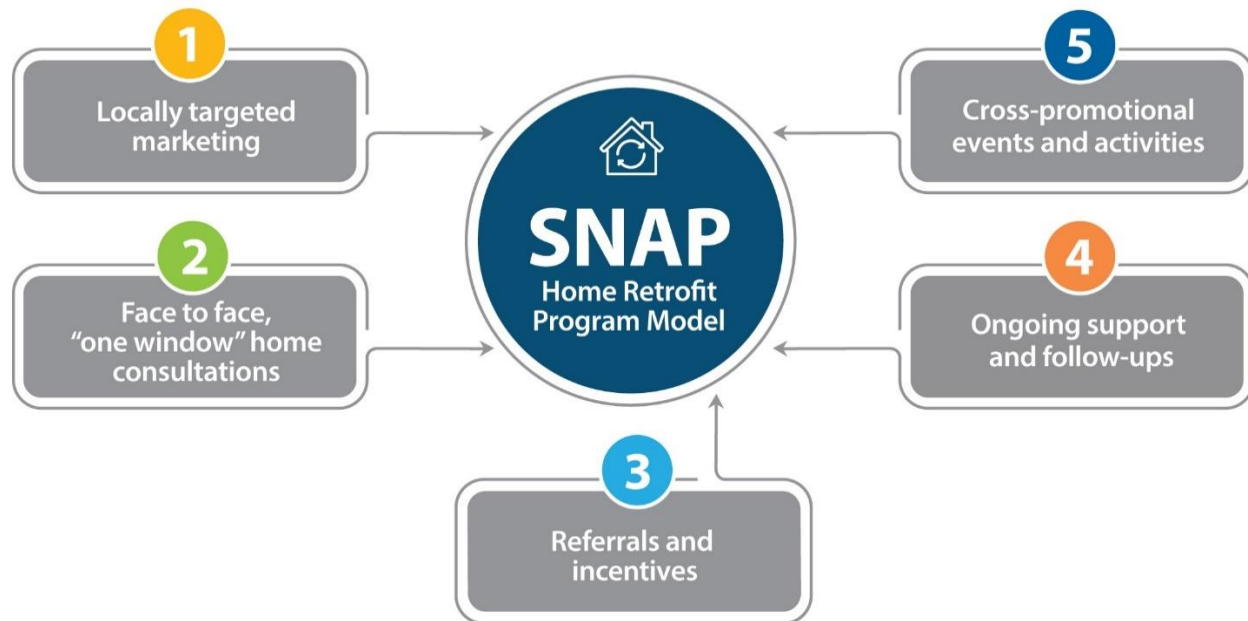 1
Locally targeted
marketing
2
Face to face,
“one window” home
consultations
SNAP
Home Retrofit
Program Model
3
Referrals and
incentives
4
Ongoing support
and follow-ups
5
Cross-promotional
events and activities